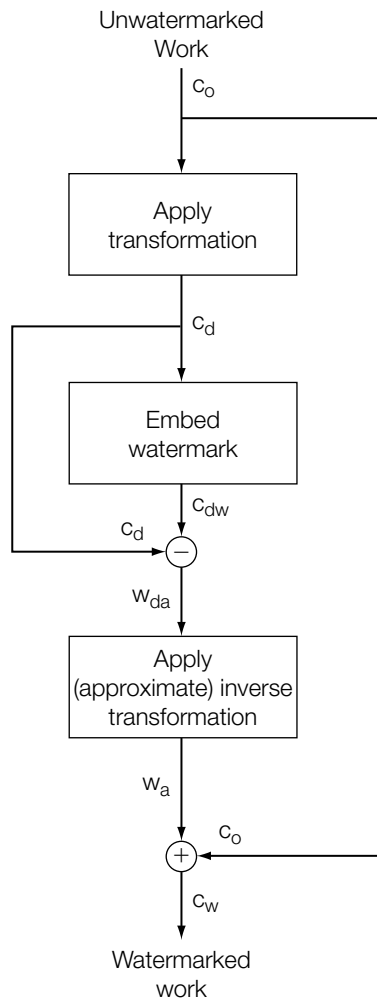 Unwatermarked
Work
c_o
Apply
transformation
c_d
Embed
watermark
c_dw
c_d
−
w_da
Apply
(approximate) inverse
transformation
w_a
c_o
+
c_w
Watermarked
work